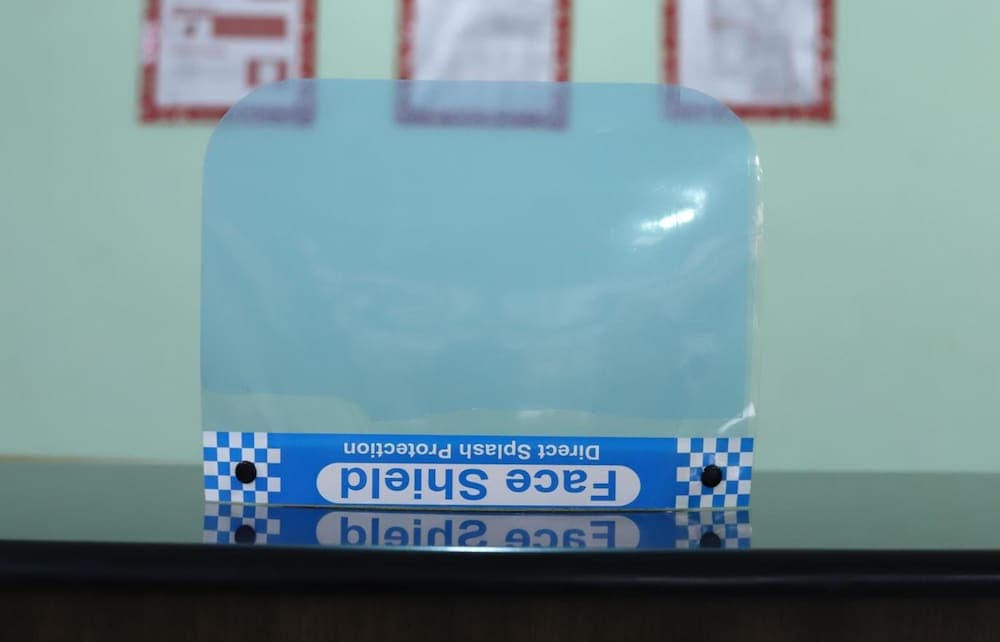 Face Shield
Direct Splash Protection